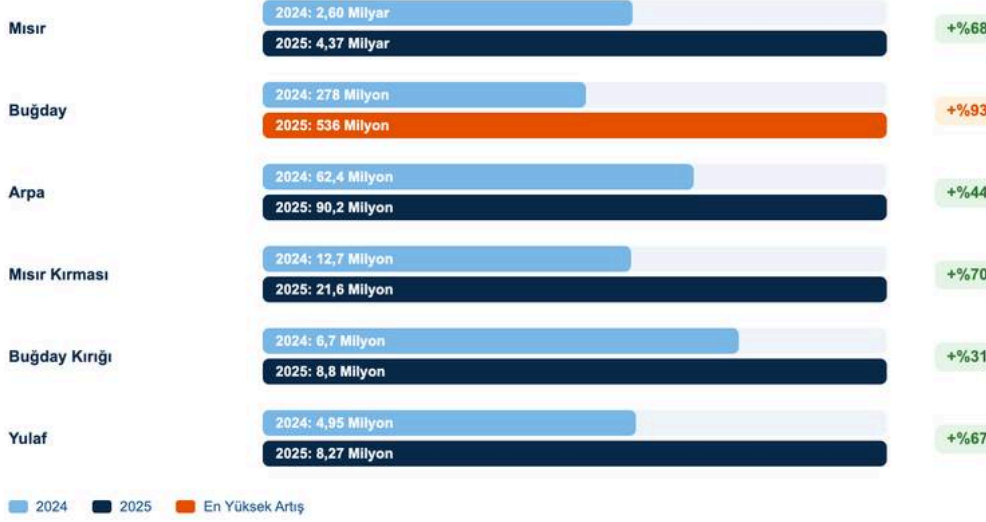 Mısır
2024: 2,60 Milyar
2025: 4,37 Milyar
+%68
Buğday
2024: 278 Milyon
2025: 536 Milyon
+%93
Arpa
2024: 62,4 Milyon
2025: 90,2 Milyon
+%44
Mısır Kırması
2024: 12,7 Milyon
2025: 21,6 Milyon
+%70
Buğday Kırığı
2024: 6,7 Milyon
2025: 8,8 Milyon
+%31
Yulaf
2024: 4,95 Milyon
2025: 8,27 Milyon
+%67
2024 2025 En Yüksek Artış